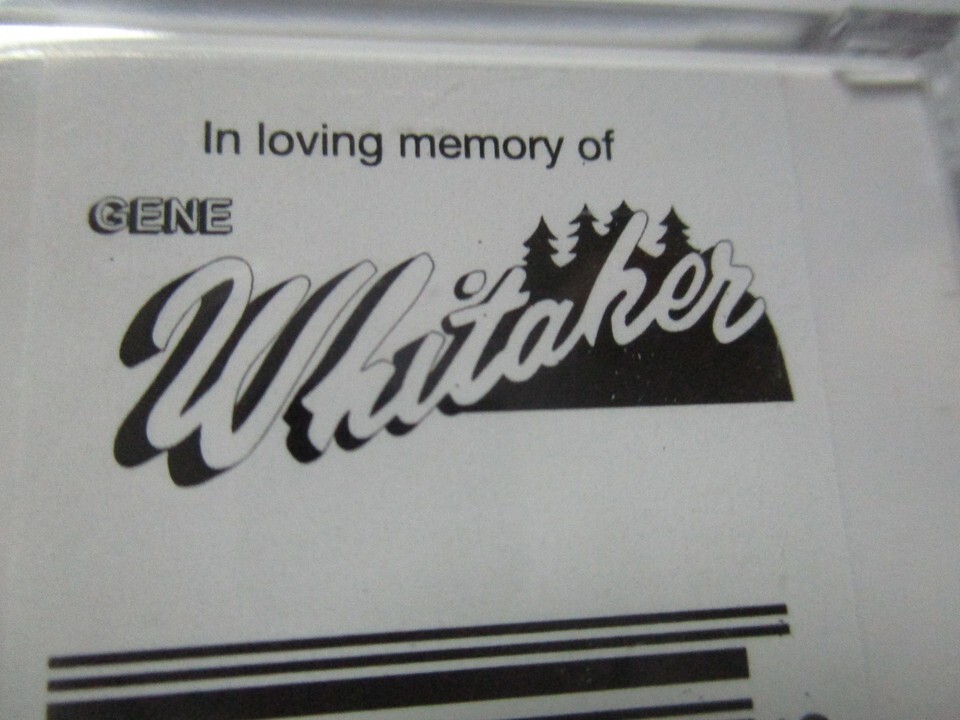 In loving memory of
GENE
Whitaker